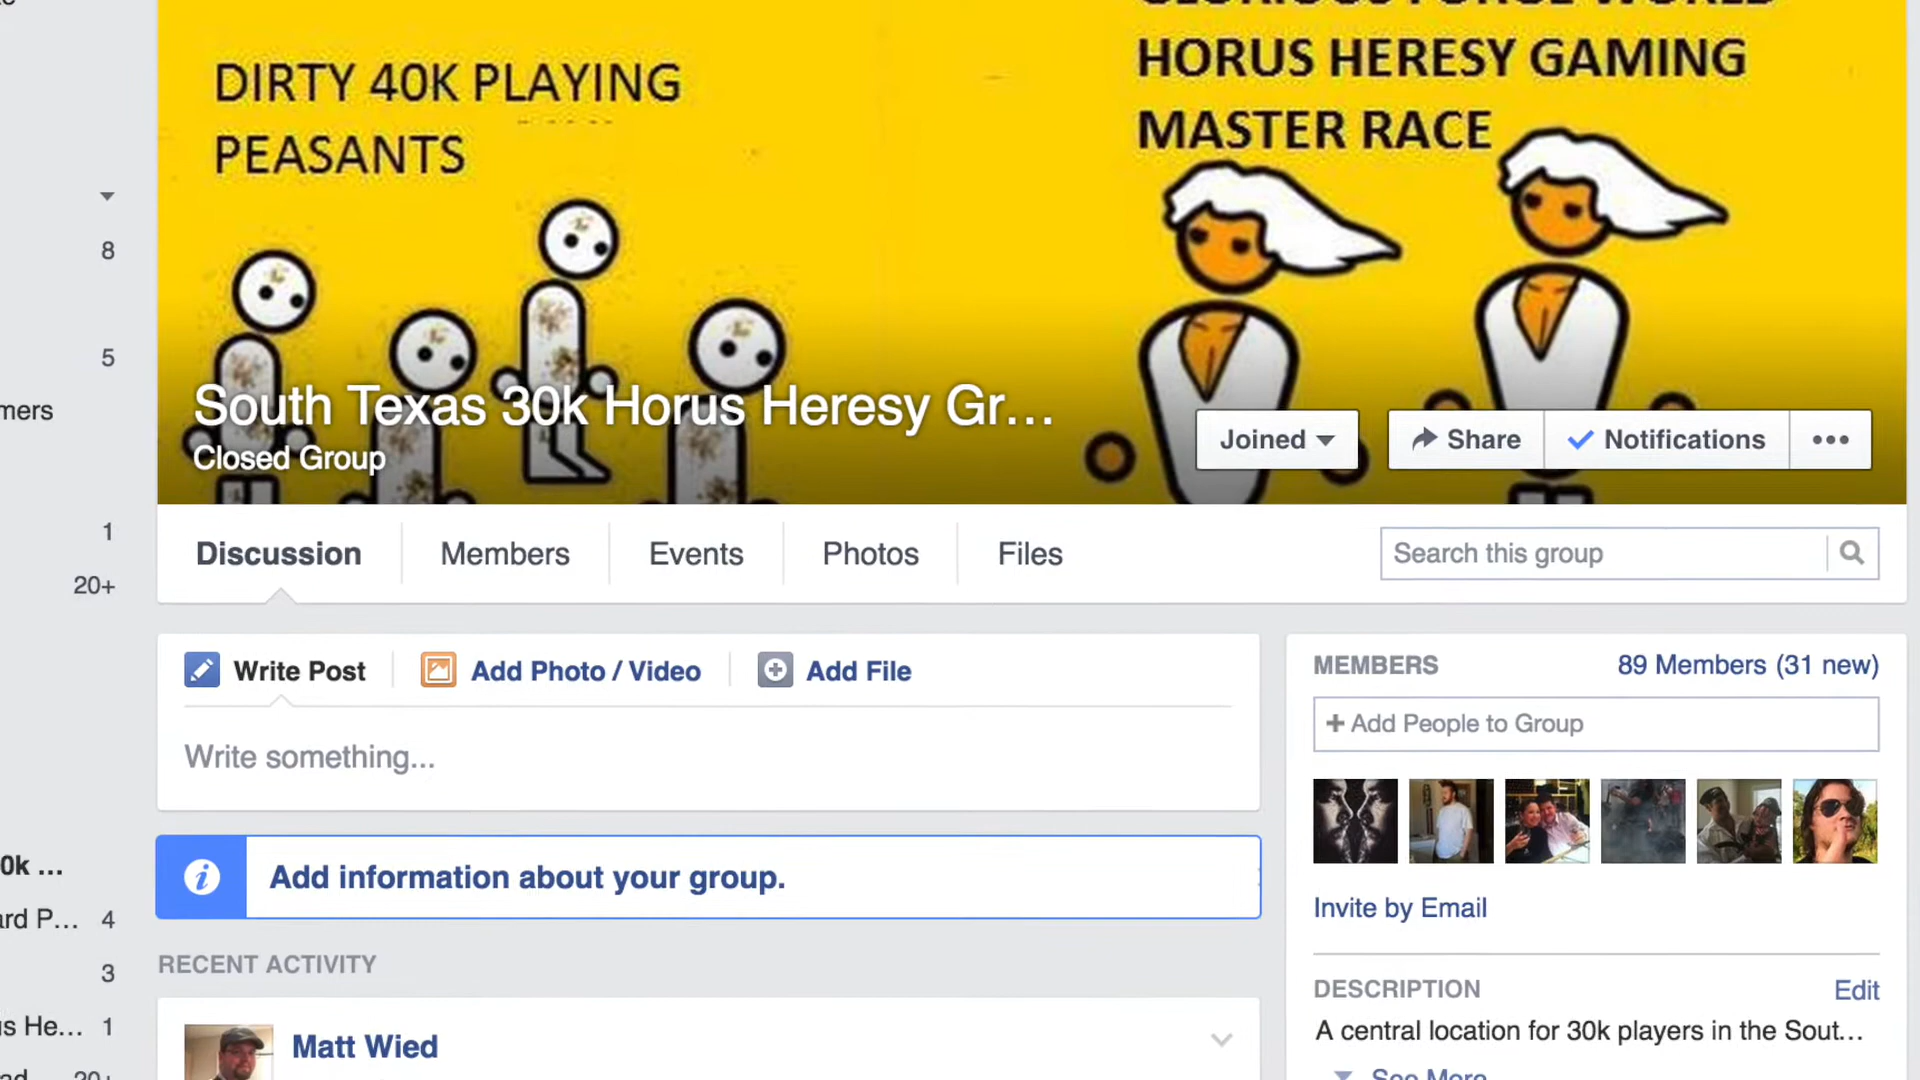 HORUS HERESY GAMING
MASTER RACE
DIRTY 40K PLAYING
PEASANTS
8
5
mers
1
20+
South Texas 30k Horus Heresy Gr...
Closed Group
Joined
Share
Notifications
Discussion
Members
Events
Photos
Files
Search this group
Write Post
Add Photo / Video
Add File
Write something...
Add information about your group.
RECENT ACTIVITY
Matt Wied
MEMBERS
89 Members (31 new)
+ Add People to Group
Invite by Email
DESCRIPTION
Edit
A central location for 30k players in the Sout...
See More
0k ...
ard P... 4
3
s He... 1
20+